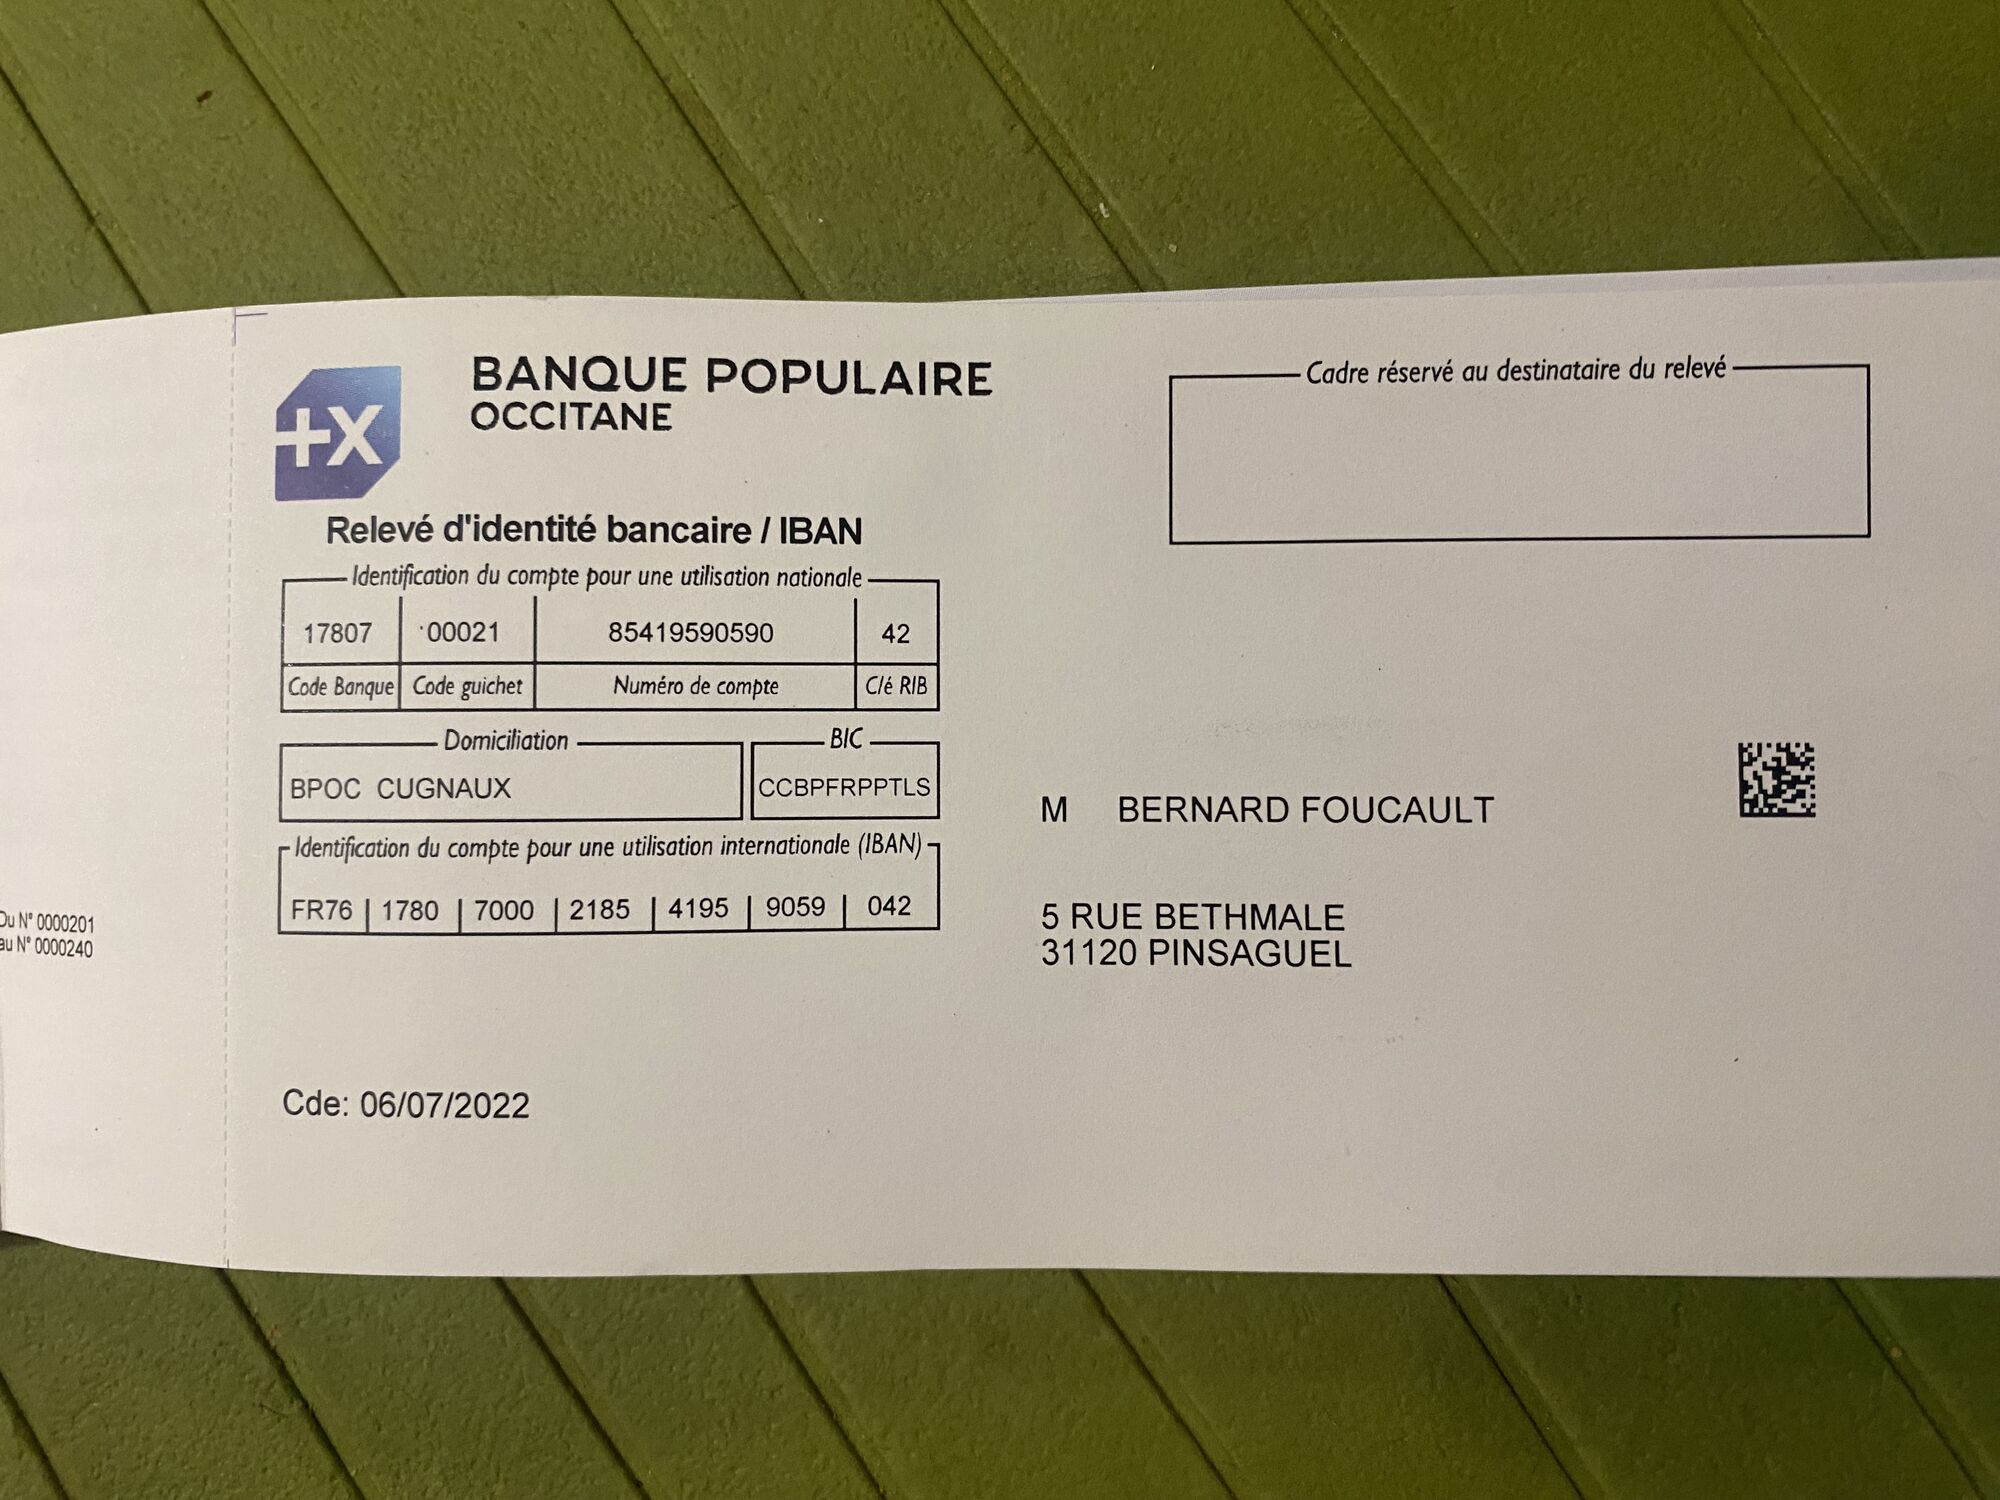 +X
BANQUE POPULAIRE
OCCITANE
Cadre réservé au destinataire du relevé
Relevé d'identité bancaire / IBAN
Identification du compte pour une utilisation nationale
17807 00021 85419590590 42
Code Banque Code guichet Numéro de compte Clé RIB
Domiciliation BIC
BPOC CUGNAUX CCBPFRPPTLS
Identification du compte pour une utilisation internationale (IBAN)
FR76 1780 7000 2185 4195 9059 042
M BERNARD FOUCAULT
5 RUE BETHMALE
31120 PINSAGUEL
Du N° 0000201
au N° 0000240
Cde: 06/07/2022